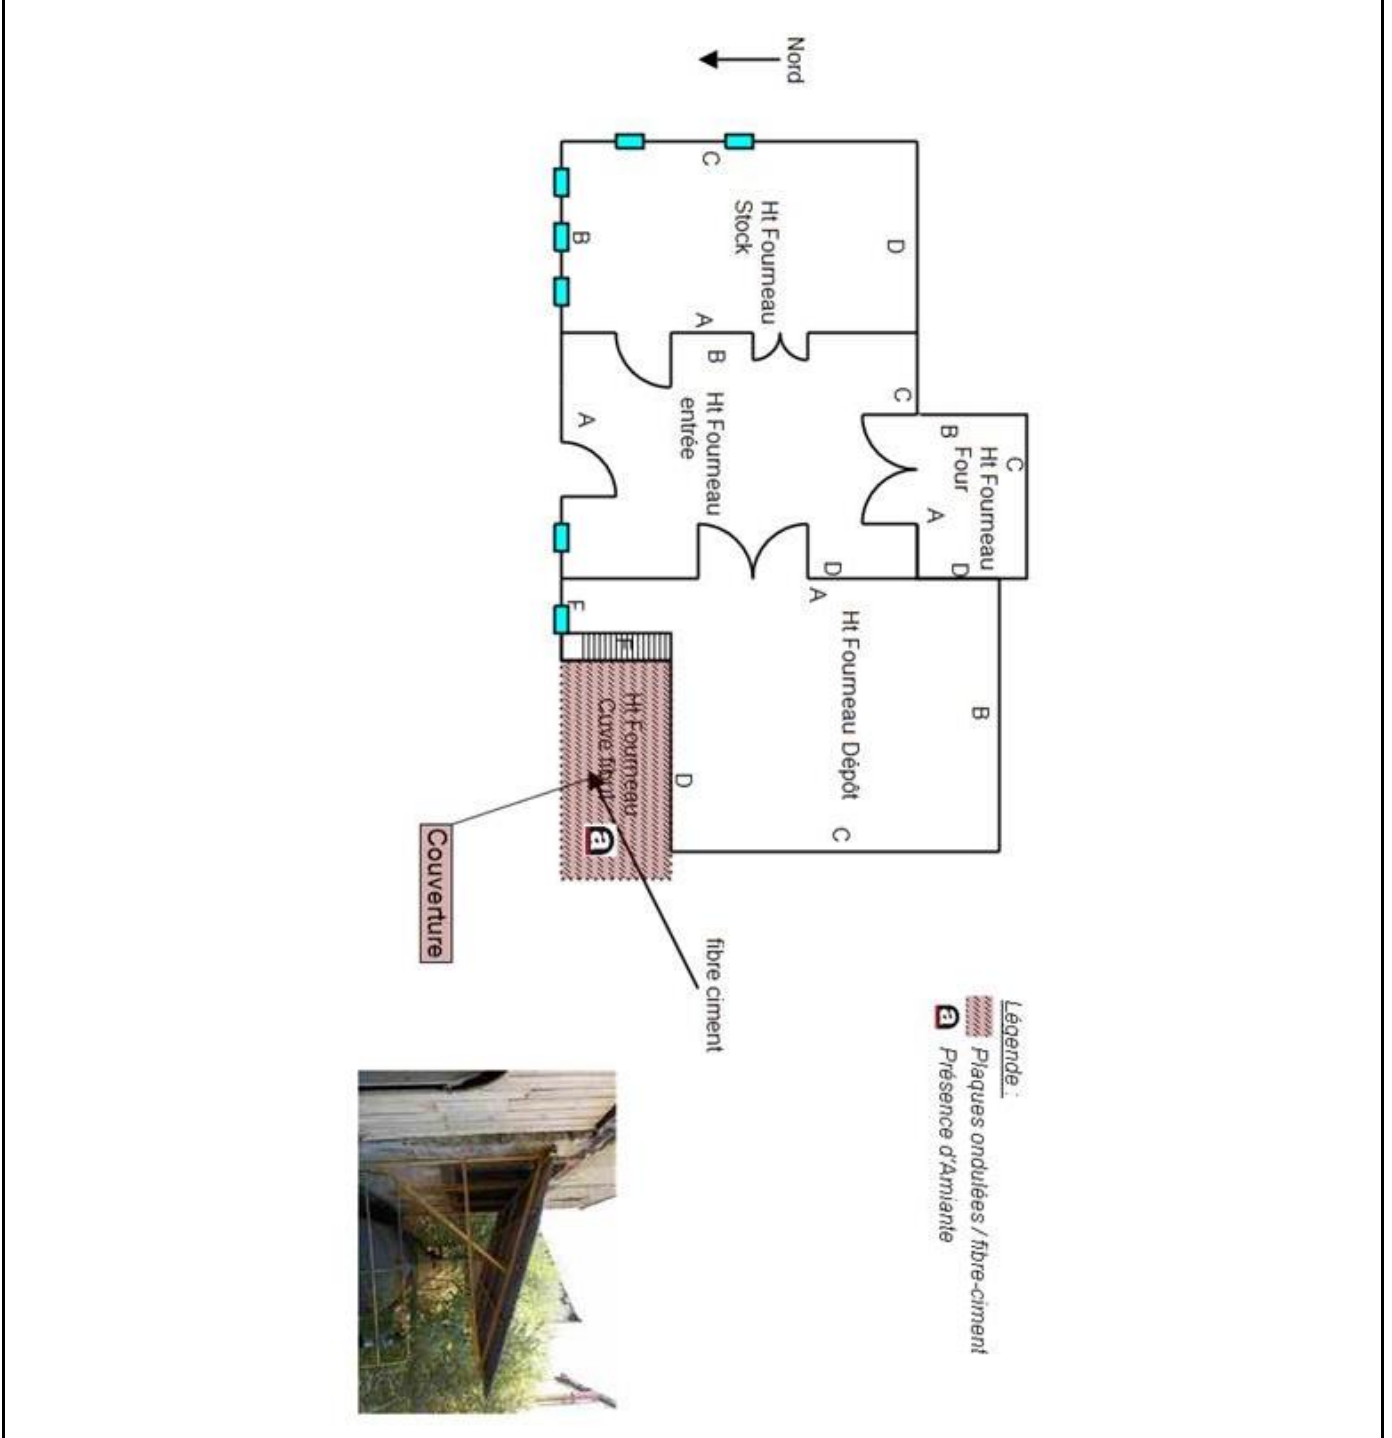 Nord
C
B
Ht Fourneau
Stock
D
A
B
Ht Fourneau
entrée
A
C
C
Ht Fourneau
Four
B
A
D
D
A
Ht Fourneau Dépôt
B
C
D
F
Ht Fourneau
Couverture
fibre ciment
Légende :
Plaques ondulées / fibre-ciment
a Présence d'Amiante
a